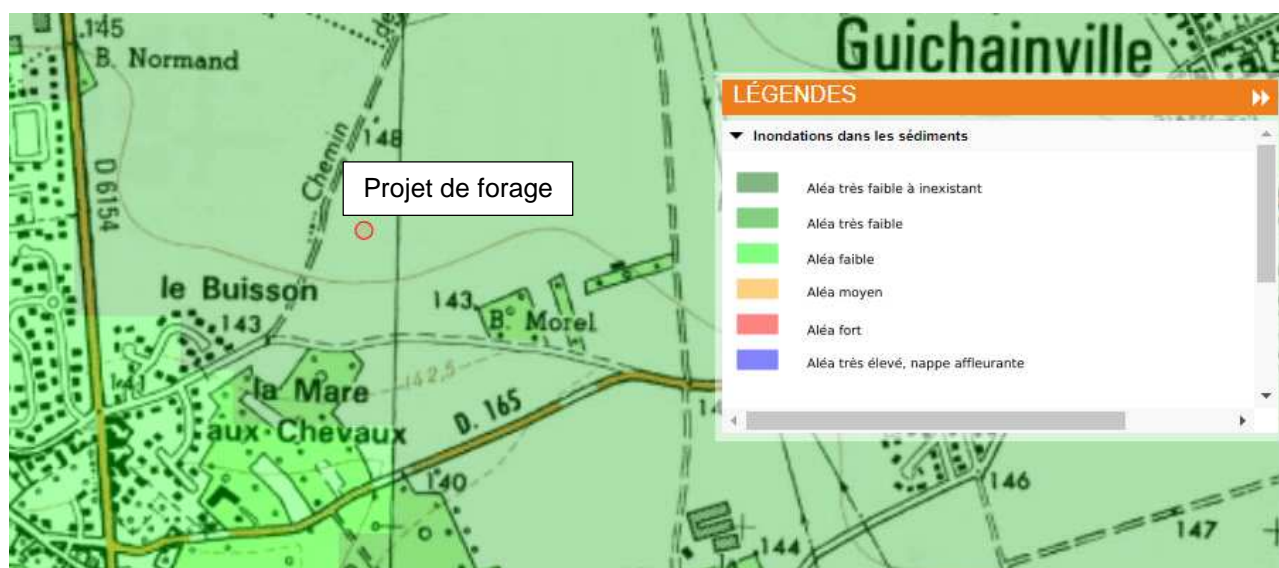 145
B. Normand
Guichainville
LÉGENDES
Inondations dans les sédiments
Aléa très faible à inexistant
Aléa très faible
Aléa faible
Aléa moyen
Aléa fort
Aléa très élevé, nappe affleurante
Chemin
148
D 6154
Projet de forage
le Buisson
143
143
B. Morel
la Mare
aux Chevaux
142,5
D. 165
140
146
147
144